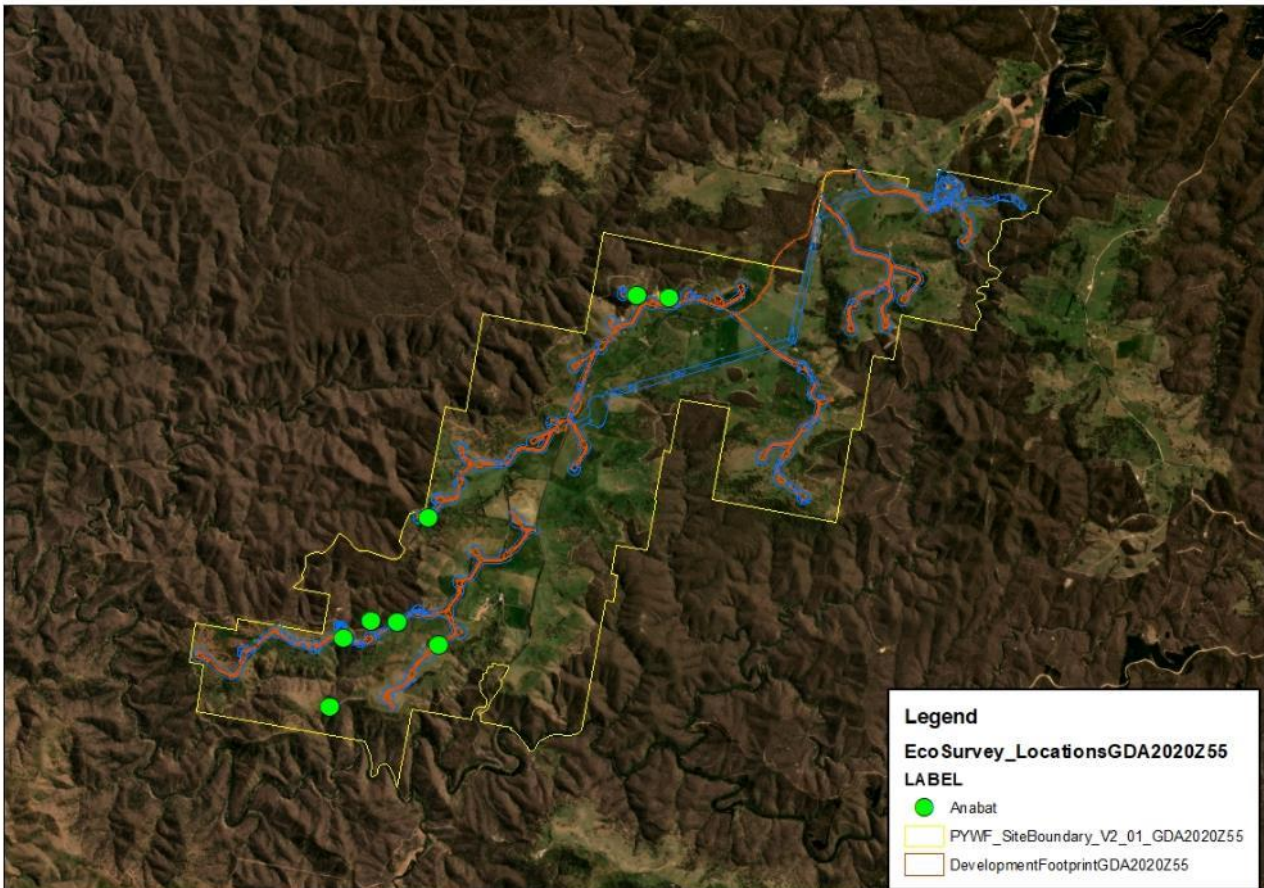 Legend
EcoSurvey_LocationsGDA2020Z55
LABEL
Anabat
PYWF_SiteBoundary_V2_01_GDA2020Z55
DevelopmentFootprintGDA2020Z55